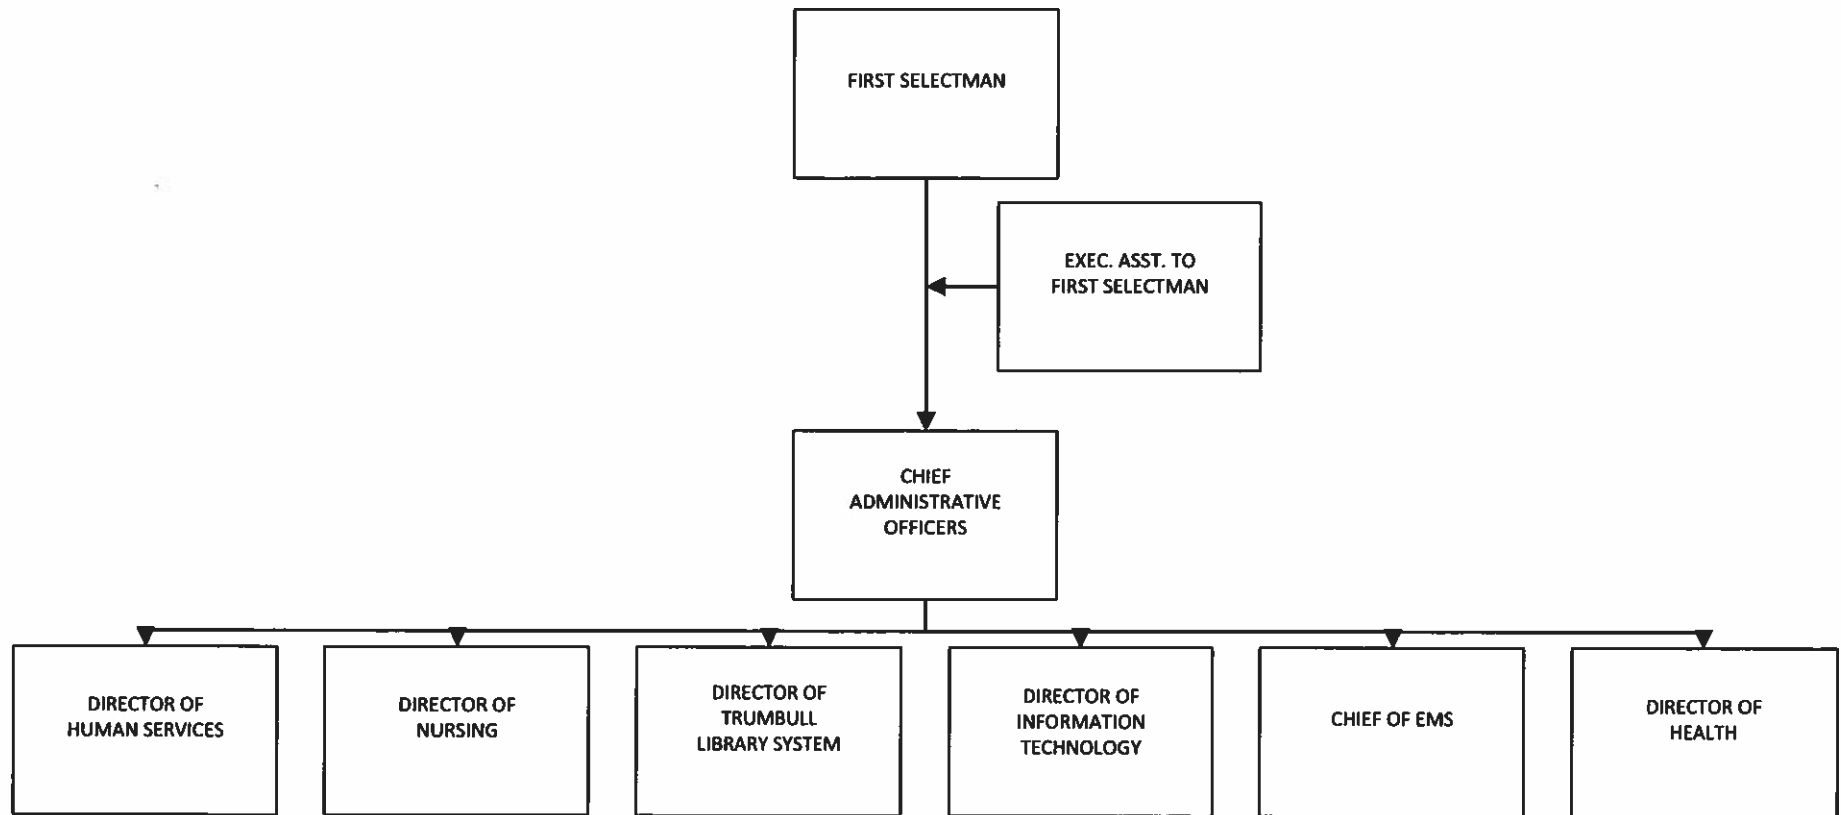 FIRST SELECTMAN
EXEC. ASST. TO
FIRST SELECTMAN
CHIEF
ADMINISTRATIVE
OFFICERS
DIRECTOR OF
HUMAN SERVICES
DIRECTOR OF
NURSING
DIRECTOR OF
TRUMBULL
LIBRARY SYSTEM
DIRECTOR OF
INFORMATION
TECHNOLOGY
CHIEF OF EMS
DIRECTOR OF
HEALTH